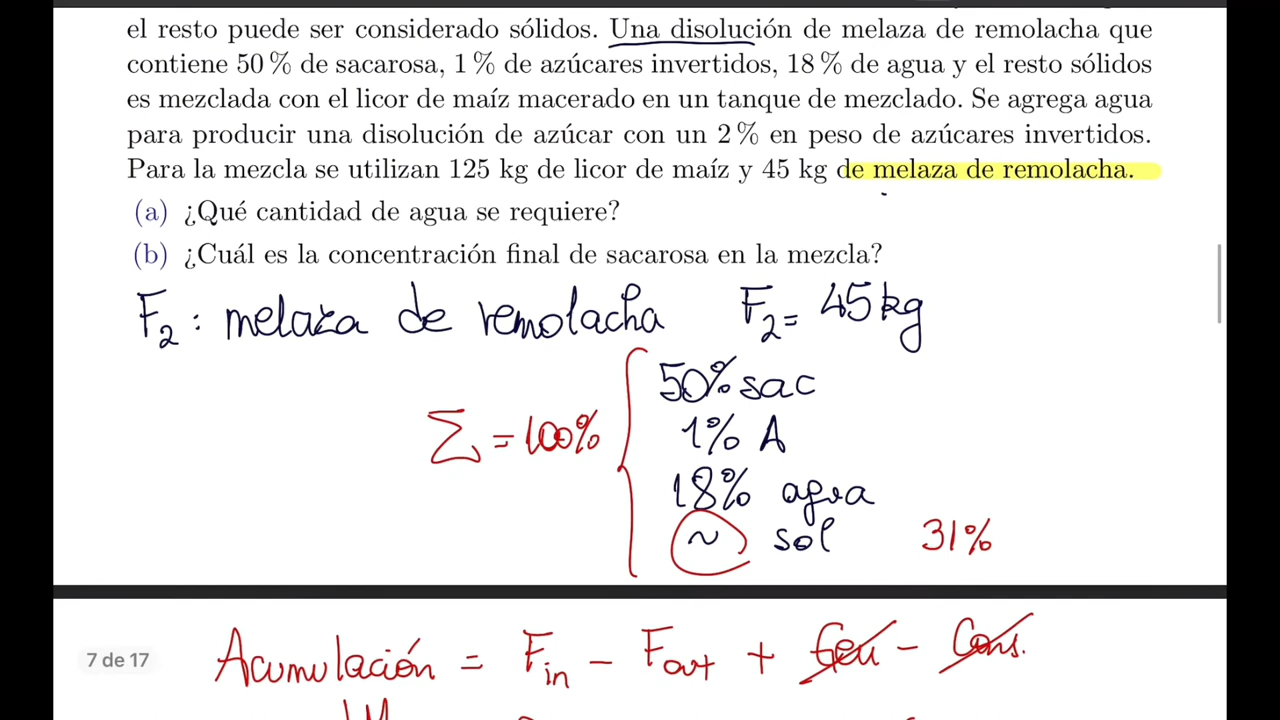 el resto puede ser considerado sólidos. Una disolución de melaza de remolacha que
contiene 50 % de sacarosa, 1 % de azúcares invertidos, 18 % de agua y el resto sólidos
es mezclada con el licor de maíz macerado en un tanque de mezclado. Se agrega agua
para producir una disolución de azúcar con un 2 % en peso de azúcares invertidos.
Para la mezcla se utilizan 125 kg de licor de maíz y 45 kg de melaza de remolacha.
(a) ¿Qué cantidad de agua se requiere?
(b) ¿Cuál es la concentración final de sacarosa en la mezcla?
F₂ : melaza de remolacha F₂ = 45 kg
50% sac
Σ = 100% 1% A
18% agua
~ sol 31%
7 de 17 Acumulación = Fin − Fout + Gen − Cons.